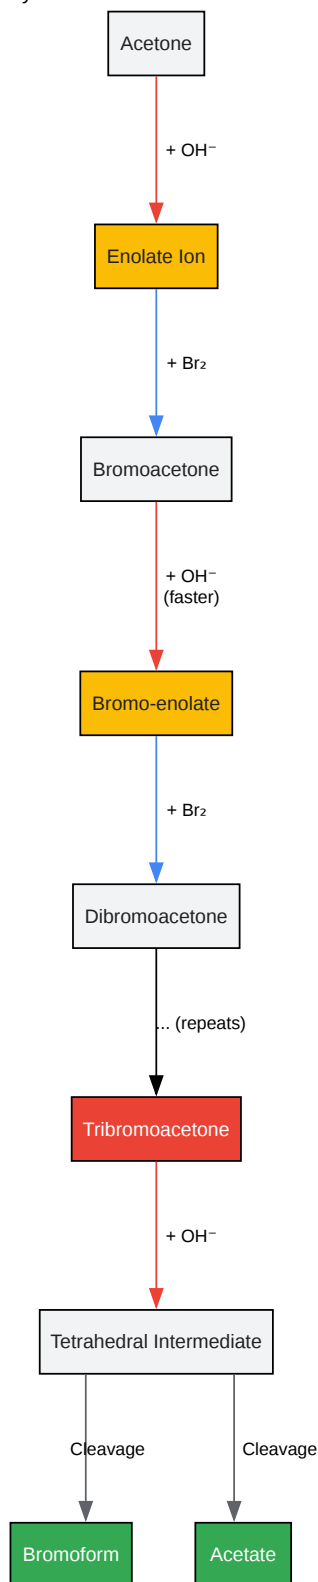 Acetone
+ OH⁻
Enolate Ion
+ Br₂
Bromoacetone
+ OH⁻
(faster)
Bromo-enolate
+ Br₂
Dibromoacetone
... (repeats)
Tribromoacetone
+ OH⁻
Tetrahedral Intermediate
Cleavage
Cleavage
Bromoform
Acetate